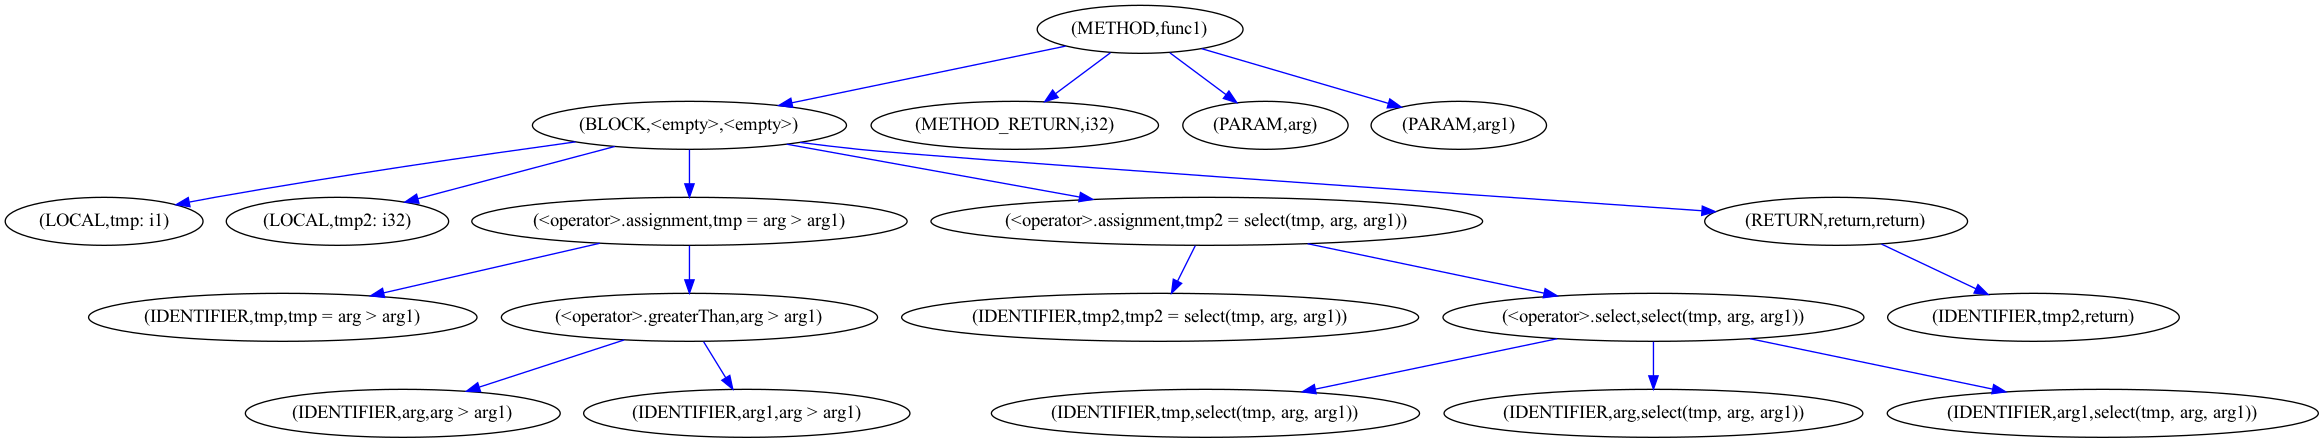 (METHOD,func1)
(BLOCK,<empty>,<empty>)
(METHOD_RETURN,i32)
(PARAM,arg)
(PARAM,arg1)
(LOCAL,tmp: i1)
(LOCAL,tmp2: i32)
(<operator>.assignment,tmp = arg > arg1)
(<operator>.assignment,tmp2 = select(tmp, arg, arg1))
(RETURN,return,return)
(IDENTIFIER,tmp,tmp = arg > arg1)
(<operator>.greaterThan,arg > arg1)
(IDENTIFIER,tmp2,tmp2 = select(tmp, arg, arg1))
(<operator>.select,select(tmp, arg, arg1))
(IDENTIFIER,tmp2,return)
(IDENTIFIER,arg,arg > arg1)
(IDENTIFIER,arg1,arg > arg1)
(IDENTIFIER,tmp,select(tmp, arg, arg1))
(IDENTIFIER,arg,select(tmp, arg, arg1))
(IDENTIFIER,arg1,select(tmp, arg, arg1))